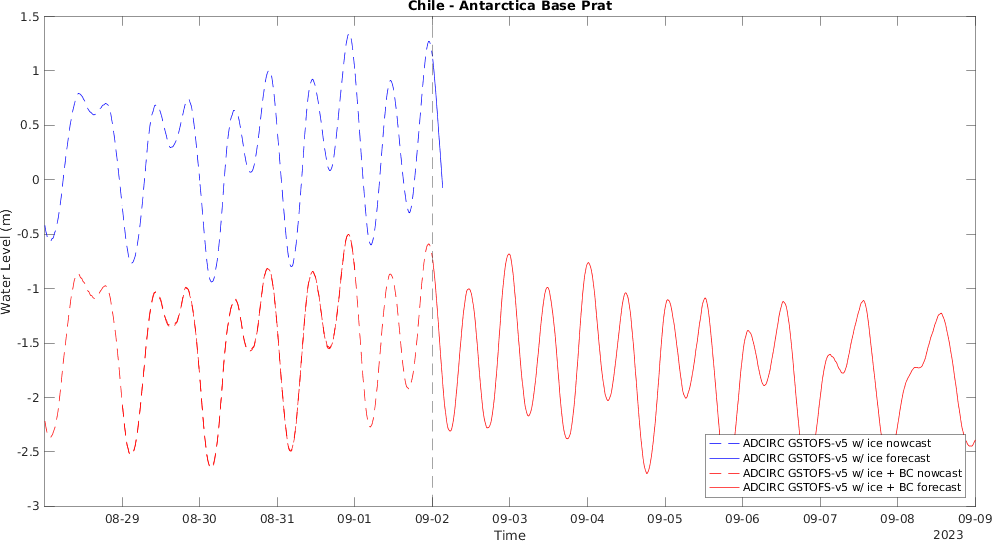 Chile - Antarctica Base Prat
1.5
1
0.5
0
-0.5
-1
-1.5
-2
-2.5
-3
Water Level (m)
ADCIRC GSTOFS-v5 w/ ice nowcast
ADCIRC GSTOFS-v5 w/ ice forecast
ADCIRC GSTOFS-v5 w/ ice + BC nowcast
ADCIRC GSTOFS-v5 w/ ice + BC forecast
08-29 08-30 08-31 09-01 09-02 09-03 09-04 09-05 09-06 09-07 09-08 09-09
Time
2023